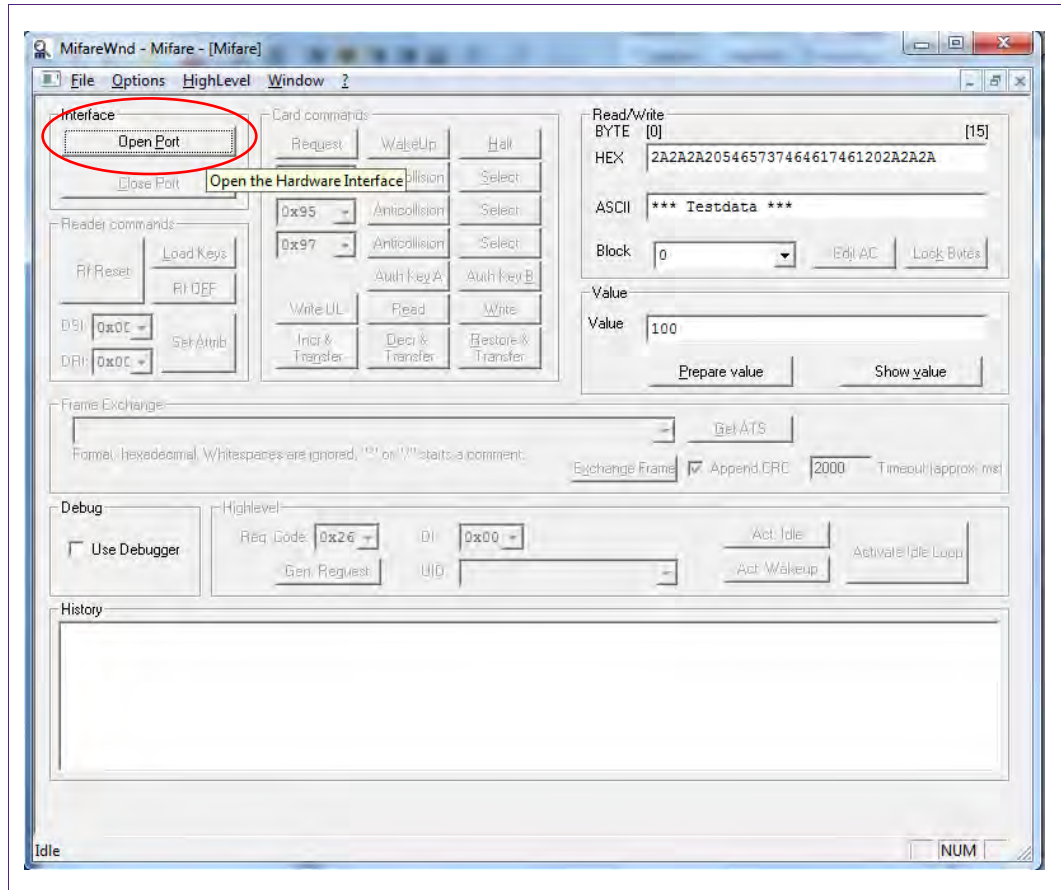 MifareWnd - Mifare - [Mifare]
File Options HighLevel Window ?
Interface
Open Port
Close Port
Open the Hardware Interface
Reader commands
Rf Reset
Load Keys
Rf OFF
DSI: 0x0C
DRI: 0x0C
Set Attrib
Card commands
Request WakeUp Halt
Select
0x95 Anticollision Select
0x97 Anticollision Select
Auth Key A Auth Key B
Write UL Read Write
Incr & Transfer
Decr & Transfer
Restore & Transfer
Read/Write
BYTE [0] [15]
HEX 2A2A2A20546573746461746120 2A2A2A
ASCII *** Testdata ***
Block 0 Edit AC Lock Bytes
Value
Value 100
Prepare value Show value
Frame Exchange
Get ATS
Format: hexadecimal. Whitespaces are ignored, starts a comment.
Exchange Frame Append CRC 2000 Timeout (approx. ms)
Debug
Use Debugger
Highlevel
Req. Code: 0x26 DI: 0x00 Act. Idle
Gen. Request UID Act. Wakeup
Activate Idle Loop
History
Idle NUM